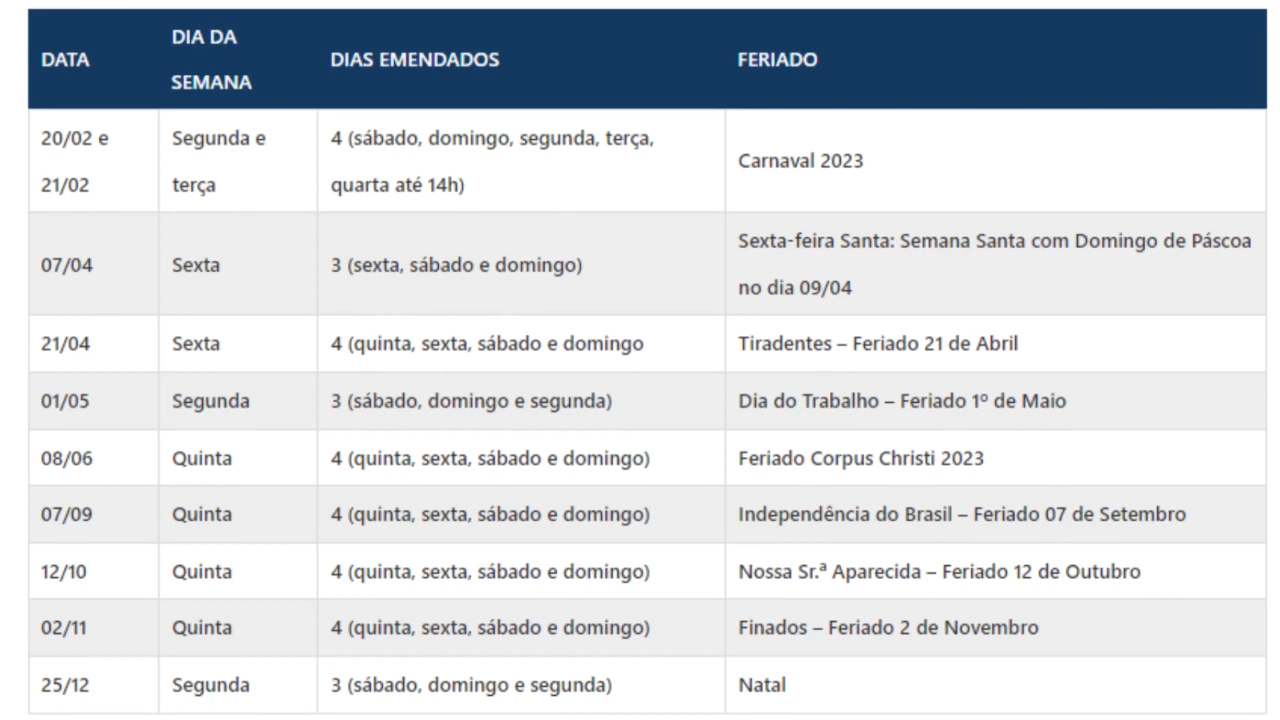 DATA
DIA DA
SEMANA
DIAS EMENDADOS
FERIADO
20/02 e
21/02
Segunda e
terça
4 (sábado, domingo, segunda, terça,
quarta até 14h)
Carnaval 2023
07/04
Sexta
3 (sexta, sábado e domingo)
Sexta-feira Santa: Semana Santa com Domingo de Páscoa
no dia 09/04
21/04
Sexta
4 (quinta, sexta, sábado e domingo
Tiradentes – Feriado 21 de Abril
01/05
Segunda
3 (sábado, domingo e segunda)
Dia do Trabalho – Feriado 1º de Maio
08/06
Quinta
4 (quinta, sexta, sábado e domingo)
Feriado Corpus Christi 2023
07/09
Quinta
4 (quinta, sexta, sábado e domingo)
Independência do Brasil – Feriado 07 de Setembro
12/10
Quinta
4 (quinta, sexta, sábado e domingo)
Nossa Sr.ª Aparecida – Feriado 12 de Outubro
02/11
Quinta
4 (quinta, sexta, sábado e domingo)
Finados – Feriado 2 de Novembro
25/12
Segunda
3 (sábado, domingo e segunda)
Natal